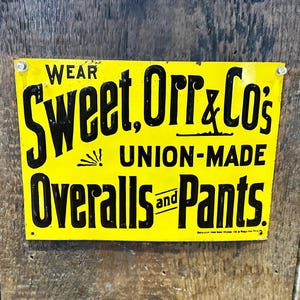 WEAR
Sweet, Orr & Co's
UNION-MADE
Overalls and Pants.